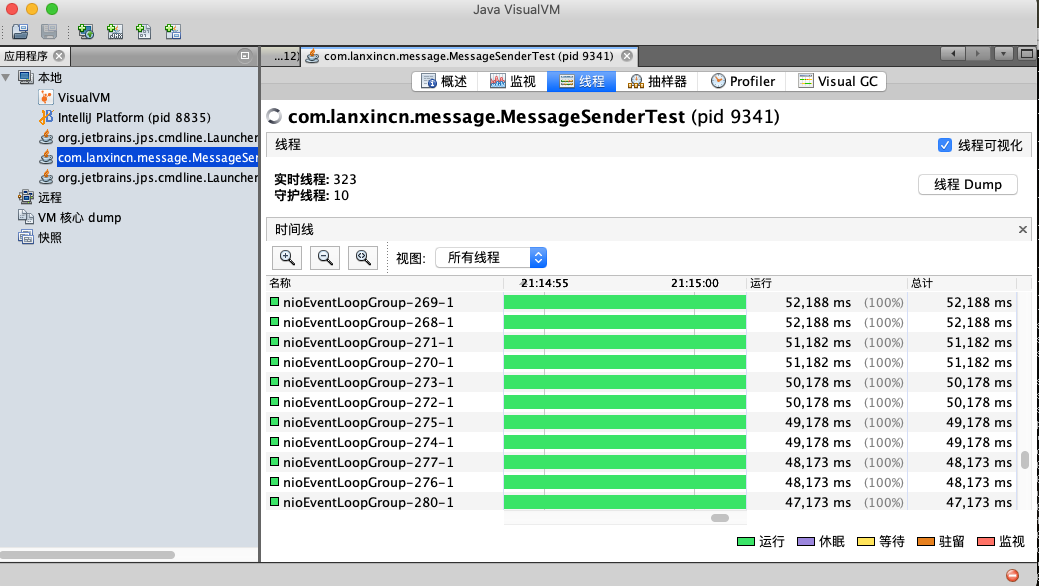 Java VisualVM
应用程序
...12)
com.lanxincn.message.MessageSenderTest (pid 9341)
本地
VisualVM
IntelliJ Platform (pid 8835)
org.jetbrains.jps.cmdline.Launcher
com.lanxincn.message.MessageSer
org.jetbrains.jps.cmdline.Launcher
远程
VM 核心 dump
快照
概述 监视 线程 抽样器 Profiler Visual GC
com.lanxincn.message.MessageSenderTest (pid 9341)
线程 线程可视化
实时线程: 323
守护线程: 10
线程 Dump
时间线
视图: 所有线程
名称 21:14:55 21:15:00 运行 总计
nioEventLoopGroup-269-1 52,188 ms (100%) 52,188 ms
nioEventLoopGroup-268-1 52,188 ms (100%) 52,188 ms
nioEventLoopGroup-271-1 51,182 ms (100%) 51,182 ms
nioEventLoopGroup-270-1 51,182 ms (100%) 51,182 ms
nioEventLoopGroup-273-1 50,178 ms (100%) 50,178 ms
nioEventLoopGroup-272-1 50,178 ms (100%) 50,178 ms
nioEventLoopGroup-275-1 49,178 ms (100%) 49,178 ms
nioEventLoopGroup-274-1 49,178 ms (100%) 49,178 ms
nioEventLoopGroup-277-1 48,173 ms (100%) 48,173 ms
nioEventLoopGroup-276-1 48,173 ms (100%) 48,173 ms
nioEventLoopGroup-280-1 47,173 ms (100%) 47,173 ms
运行 休眠 等待 驻留 监视